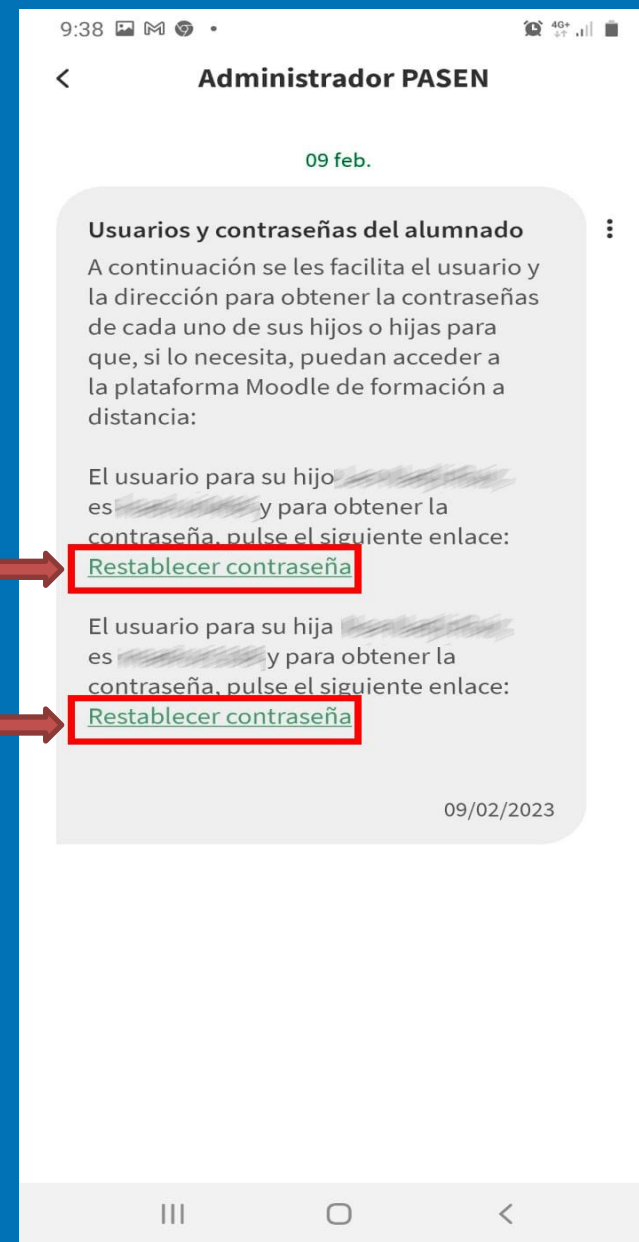 9:38
4G+
Administrador PASEN
09 feb.
Usuarios y contraseñas del alumnado
A continuación se les facilita el usuario y
la dirección para obtener la contraseñas
de cada uno de sus hijos o hijas para
que, si lo necesita, puedan acceder a
la plataforma Moodle de formación a
distancia:
El usuario para su hijo
es y para obtener la
contraseña, pulse el siguiente enlace:
Restablecer contraseña
El usuario para su hija
es y para obtener la
contraseña, pulse el siguiente enlace:
Restablecer contraseña
09/02/2023